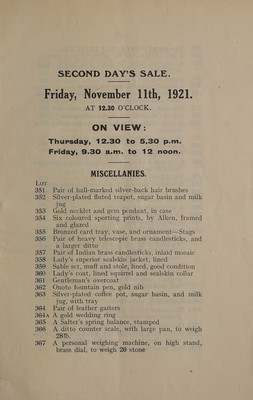 SECOND DAY'S SALE.
Friday, November 11th, 1921.
AT 12.30 O'CLOCK.
ON VIEW:
Thursday, 12.30 to 5.30 p.m.
Friday, 9.30 a.m. to 12 noon.
MISCELLANIES.
Lot
351 Pair of hall-marked silver-back hair brushes
352 Silver-plated fluted teapot, sugar basin and milk
jug
353 Gold necklet and gem pendant, in case
354 Six coloured sporting prints, by Alken, framed
and glazed
355 Bronzed card tray, vase, and ornament—Stags
356 Pair of heavy telescopic brass candlesticks, and
a larger ditto
357 Pair of Indian brass candlesticks, inlaid mosaic
358 Lady's superior sealskin jacket, lined
359 Sable set, muff and stole, lined, good condition
360 Lady's coat, lined squirrel and sealskin collar
361 Gentleman's overcoat
362 Onoto fountain pen, gold nib
363 Silver-plated coffee pot, sugar basin, and milk
jug, with tray
364 Pair of leather gaiters
364A A gold wedding ring
365 A Salter's spring balance, stamped
366 A ditto counter scale, with large pan, to weigh
28lb.
367 A personal weighing machine, on high stand,
brass dial, to weigh 26 stone